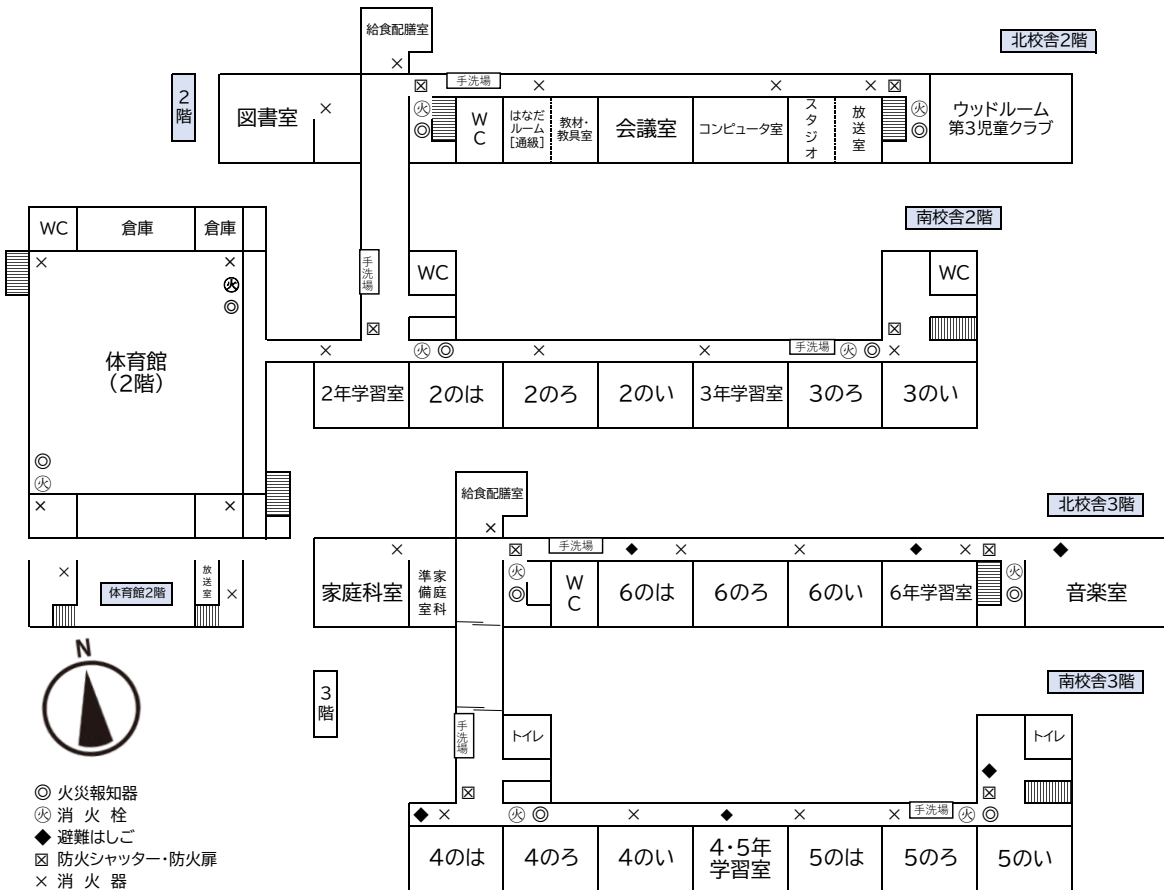 給食配膳室
北校舎2階
2階
手洗場
図書室
WC
はなだルーム[通級]
教材・教具室
会議室
コンピュータ室
スタジオ
放送室
ウッドルーム
第3児童クラブ
南校舎2階
WC
倉庫
倉庫
手洗場
WC
WC
体育館
(2階)
手洗場
2年学習室
2のは
2のろ
2のい
3年学習室
3のろ
3のい
給食配膳室
北校舎3階
手洗場
家庭科室
家庭科準備室
WC
6のは
6のろ
6のい
6年学習室
音楽室
体育館2階
放送室
N
3階
南校舎3階
手洗場
トイレ
トイレ
手洗場
4のは
4のろ
4のい
4・5年
学習室
5のは
5のろ
5のい
◎ 火災報知器
㊋ 消 火 栓
◆ 避難はしご
☒ 防火シャッター・防火扉
× 消 火 器